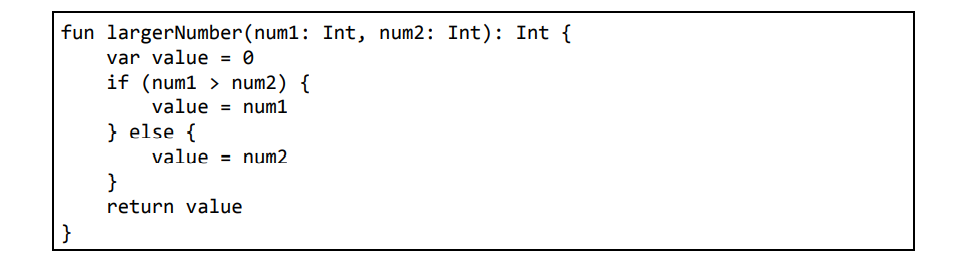 fun largerNumber(num1: Int, num2: Int): Int {
    var value = 0
    if (num1 > num2) {
        value = num1
    } else {
        value = num2
    }
    return value
}